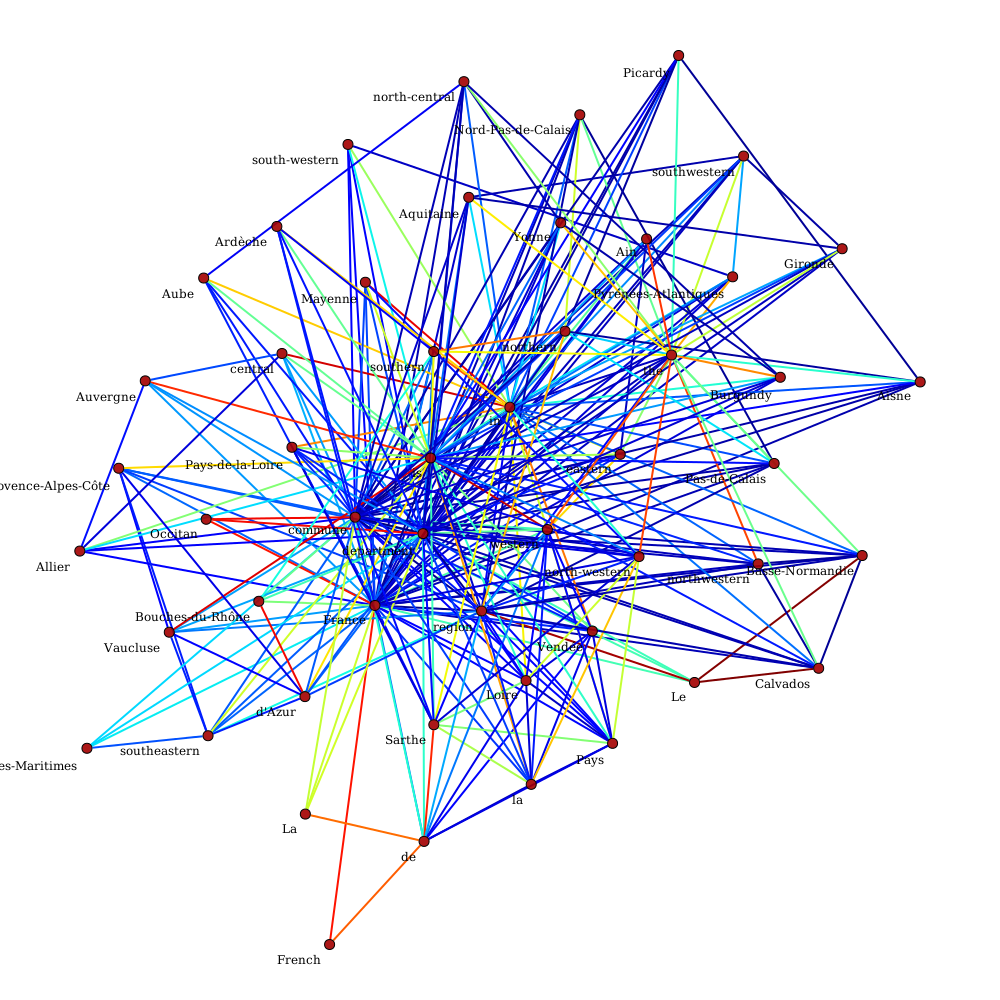 Picardy
north-central
Nord-Pas-de-Calais
south-western
southwestern
Aquitaine
Yonne
Ardèche
Ain
Gironde
Aube
Mayenne
Pyrénées-Atlantiques
northern
central
southern
the
Auvergne
Burgundy
Aisne
in
Pays-de-la-Loire
eastern
ovence-Alpes-Côte
Pas-de-Calais
Occitan
commune
department
western
Allier
north-western
northwestern
Basse-Normandie
Bouches-du-Rhône
France
region
Vaucluse
Vendée
d'Azur
Loire
Le
Calvados
Sarthe
southeastern
es-Maritimes
Pays
la
La
de
French